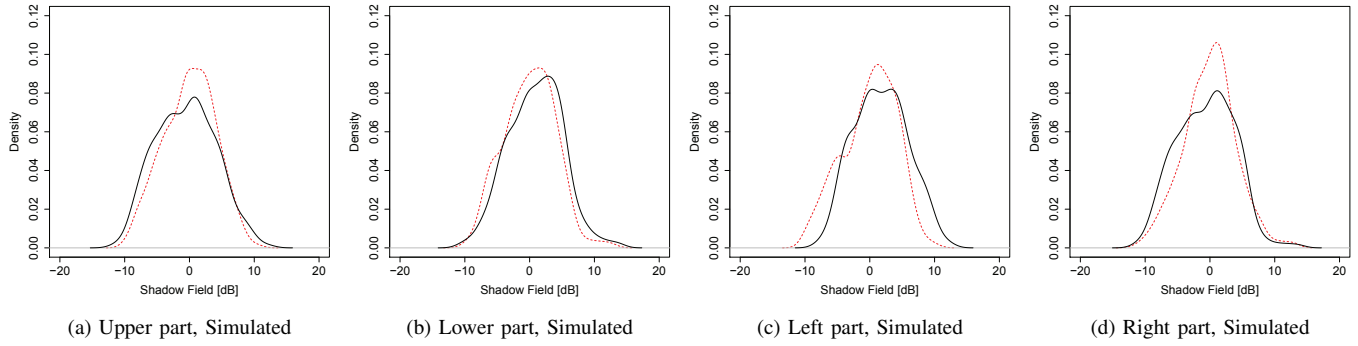 0.12
0.10
0.08
0.06
0.04
0.02
0.00
Density
−20 −10 0 10 20
Shadow Field [dB]
(a) Upper part, Simulated
0.12
0.10
0.08
0.06
0.04
0.02
0.00
Density
−20 −10 0 10 20
Shadow Field [dB]
(b) Lower part, Simulated
0.12
0.10
0.08
0.06
0.04
0.02
0.00
Density
−20 −10 0 10 20
Shadow Field [dB]
(c) Left part, Simulated
0.12
0.10
0.08
0.06
0.04
0.02
0.00
Density
−20 −10 0 10 20
Shadow Field [dB]
(d) Right part, Simulated